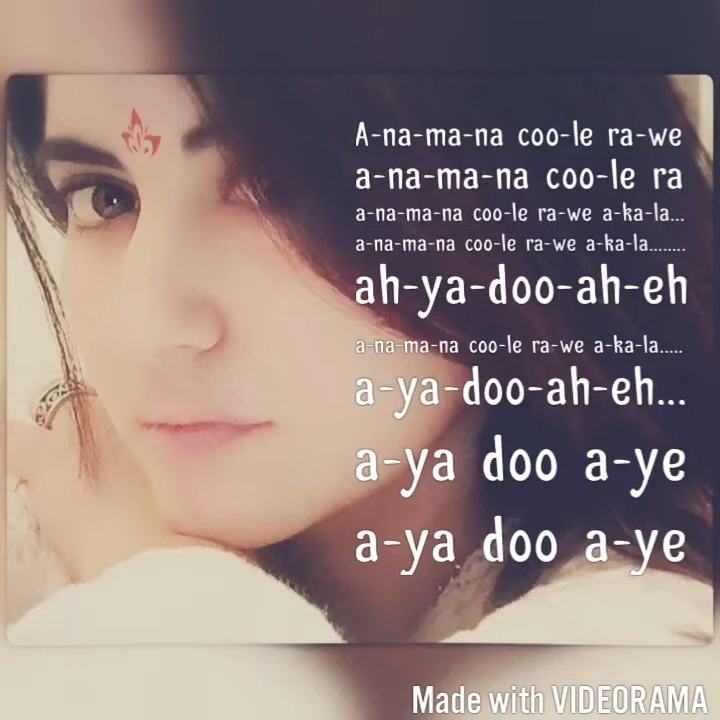 A-na-ma-na coo-le ra-we
a-na-ma-na coo-le ra
a-na-ma-na coo-le ra-we a-ka-la...
a-na-ma-na coo-le ra-we a-ka-la........
ah-ya-doo-ah-eh
a-na-ma-na coo-le ra-we a-ka-la.....
a-ya-doo-ah-eh...
a-ya doo a-ye
a-ya doo a-ye
Made with VIDEORAMA